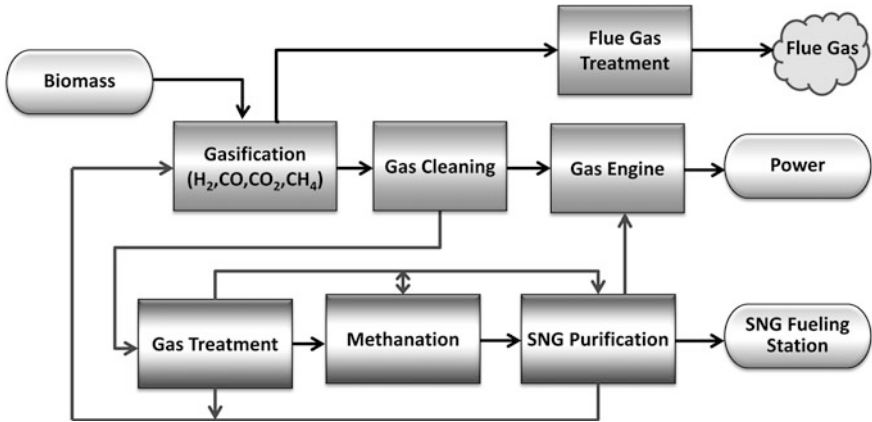 Flue Gas
Treatment
Flue Gas
Biomass
Gasification
(H₂,CO,CO₂,CH₄)
Gas Cleaning
Gas Engine
Power
Gas Treatment
Methanation
SNG Purification
SNG Fueling
Station